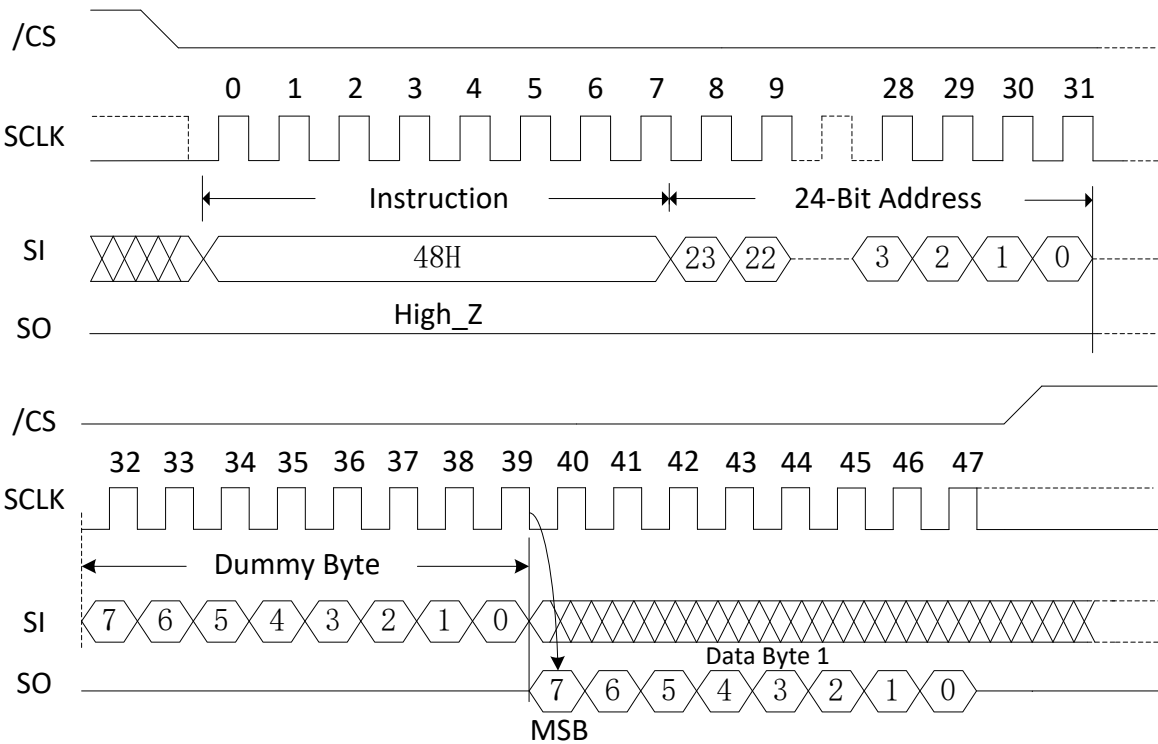 /CS
0 1 2 3 4 5 6 7 8 9 28 29 30 31
SCLK
Instruction 24-Bit Address
SI 48H 23 22 3 2 1 0
High_Z
SO
/CS
32 33 34 35 36 37 38 39 40 41 42 43 44 45 46 47
SCLK
Dummy Byte
SI 7 6 5 4 3 2 1 0
Data Byte 1
SO 7 6 5 4 3 2 1 0
MSB